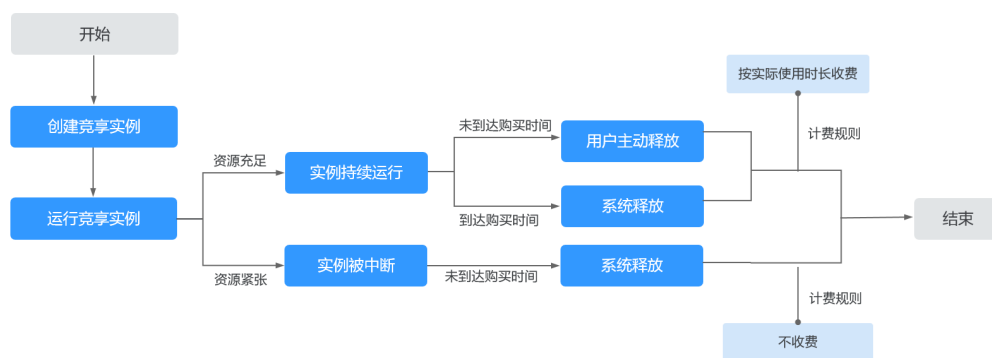 开始
创建竞享实例
运行竞享实例
资源充足
实例持续运行
未到达购买时间
用户主动释放
到达购买时间
系统释放
按实际使用时长收费
计费规则
资源紧张
实例被中断
未到达购买时间
系统释放
计费规则
不收费
结束